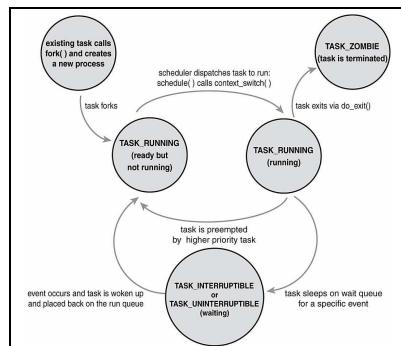 existing task calls
fork( ) and creates
a new process
TASK_ZOMBIE
(task is terminated)
scheduler dispatches task to run:
schedule( ) calls context_switch( )
task forks
task exits via do_exit()
TASK_RUNNING
(ready but
not running)
TASK_RUNNING
(running)
task is preempted
by higher priority task
TASK_INTERRUPTIBLE
or
TASK_UNINTERRUPTIBLE
(waiting)
event occurs and task is woken up
and placed back on the run queue
task sleeps on wait queue
for a specific event